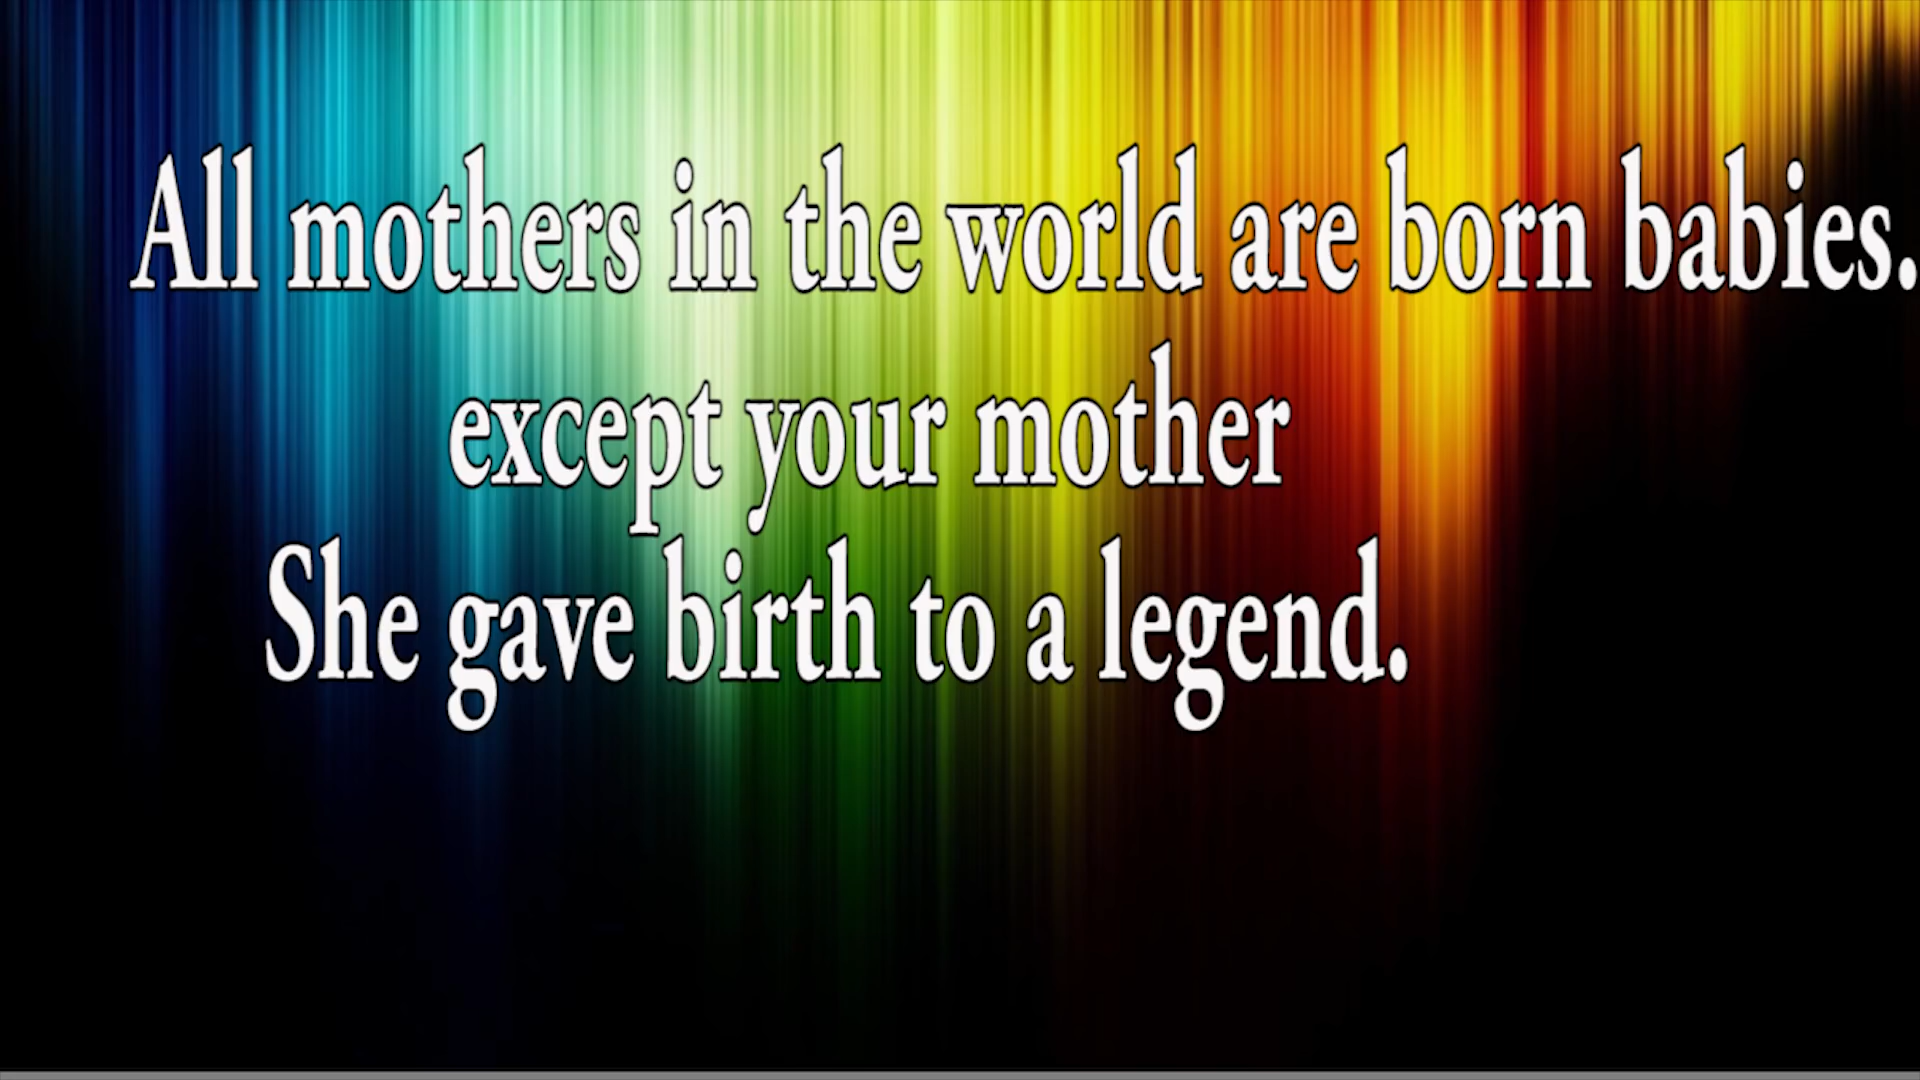 All mothers in the world are born babies.
except your mother
She gave birth to a legend.